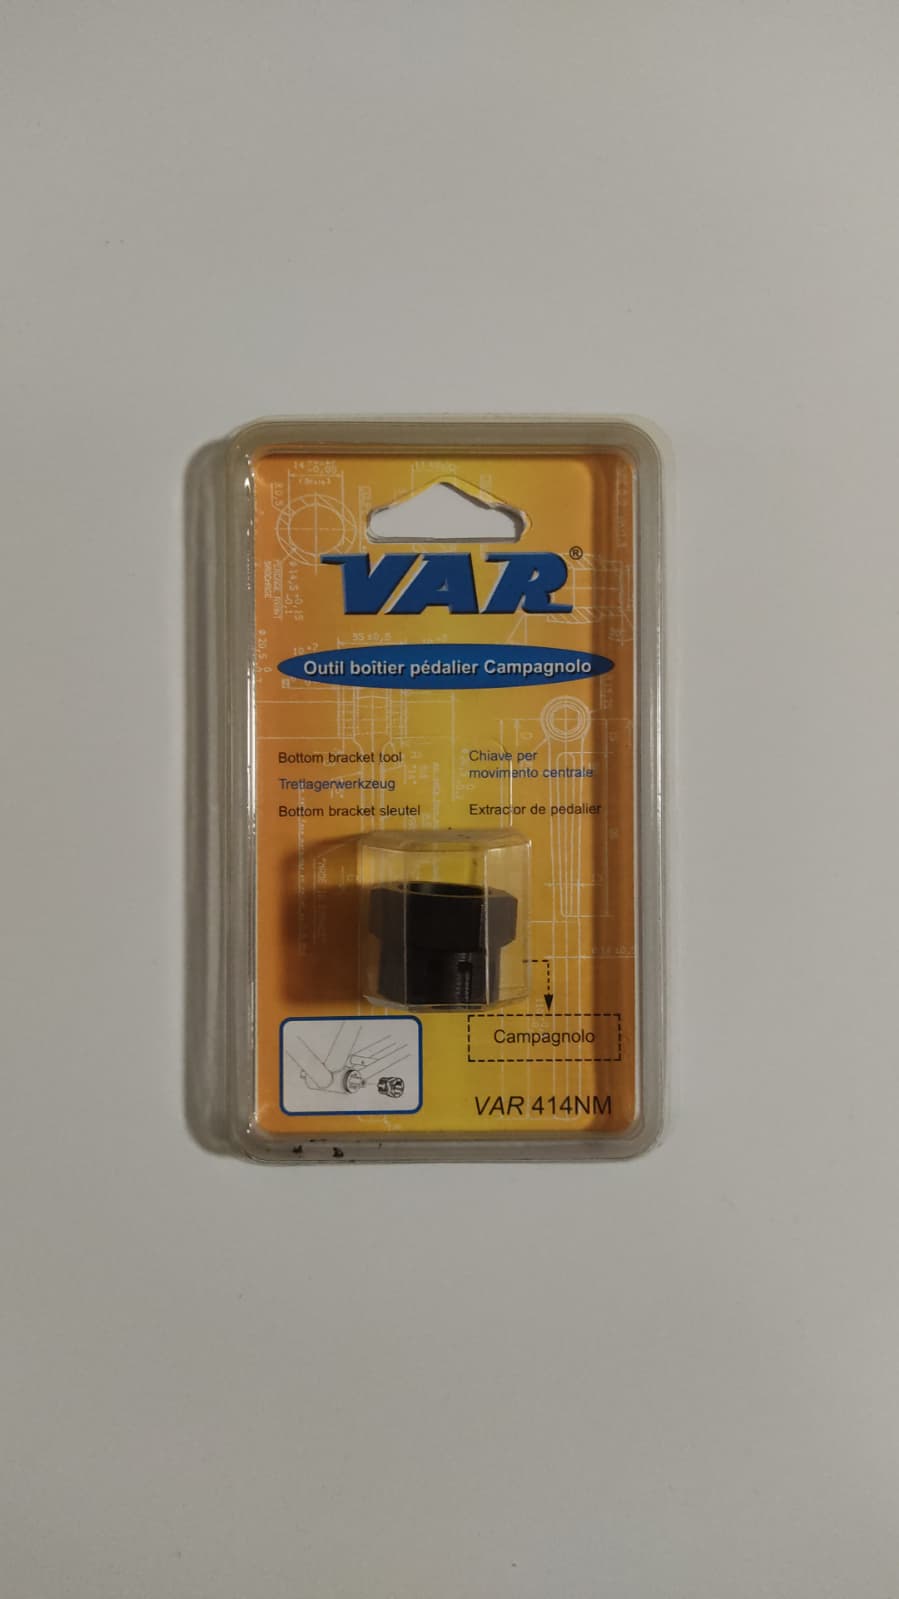 VAR®
Outil boîtier pédalier Campagnolo
Bottom bracket tool
Tretlagerwerkzeug
Bottom bracket sleutel
Chiave per
movimento centrale
Extractor de pedalier
Campagnolo
VAR 414NM